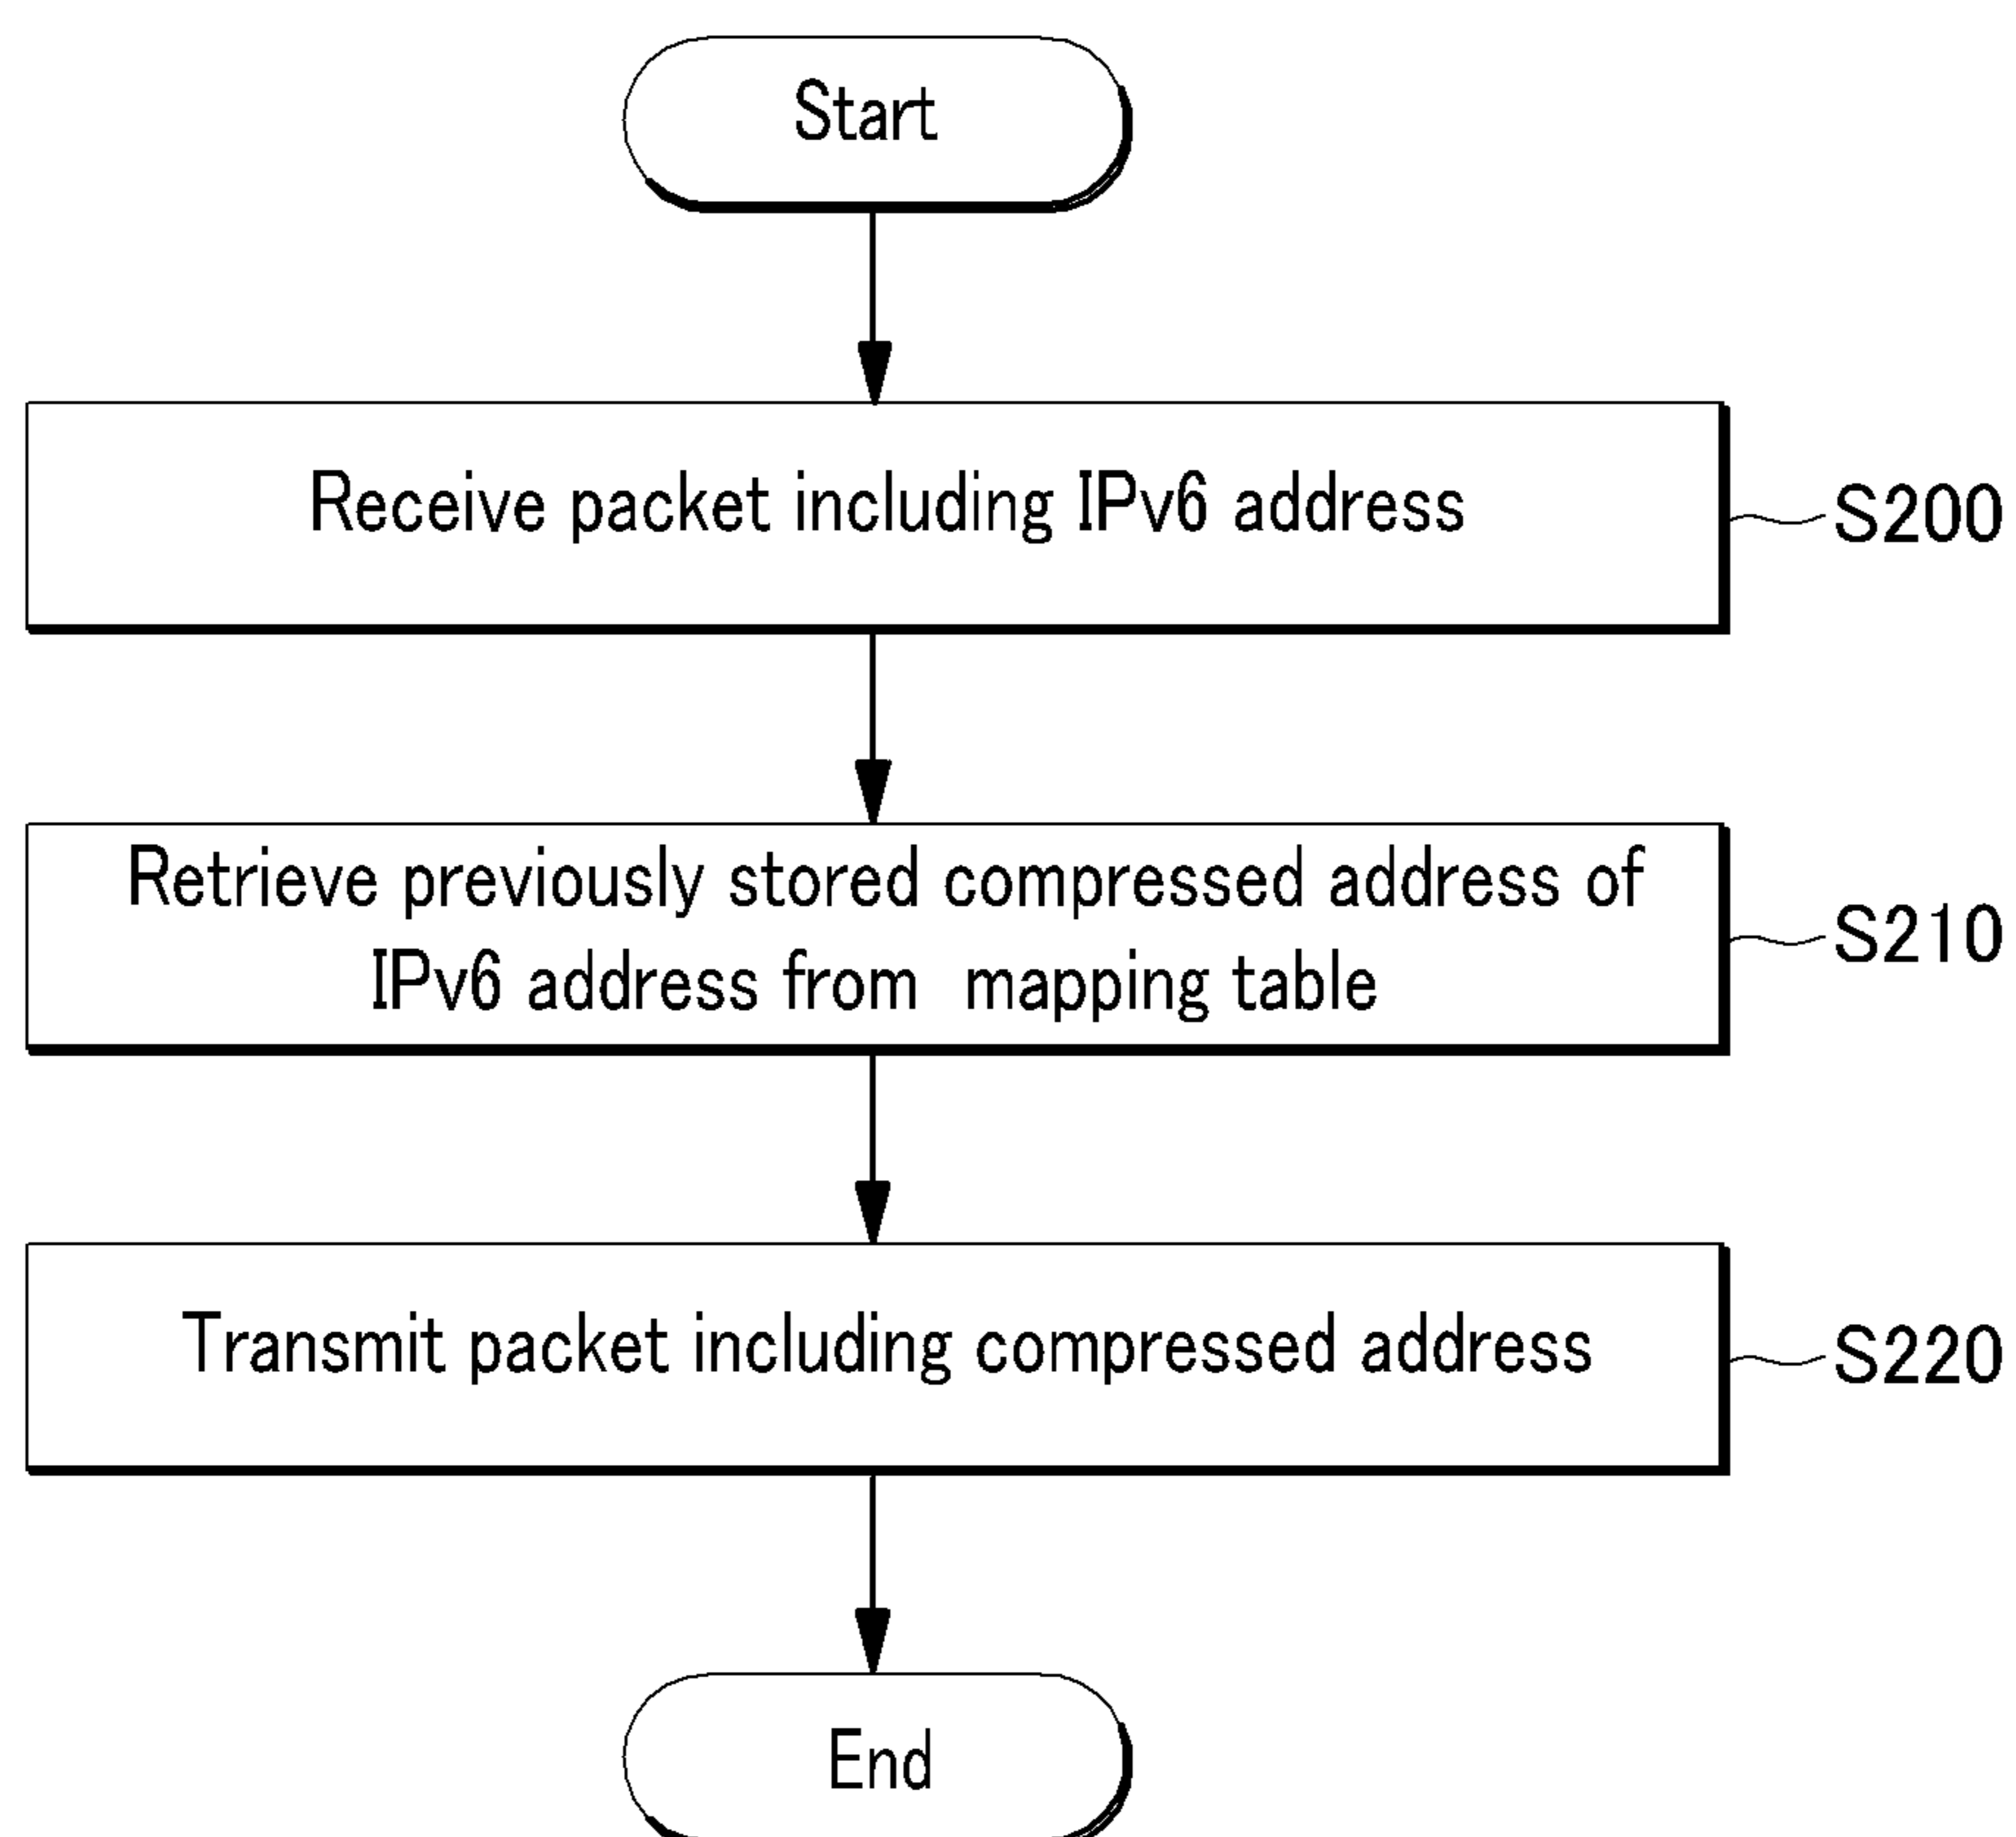 Start
Receive packet including IPv6 address
S200
Retrieve previously stored compressed address of
IPv6 address from mapping table
S210
Transmit packet including compressed address
S220
End